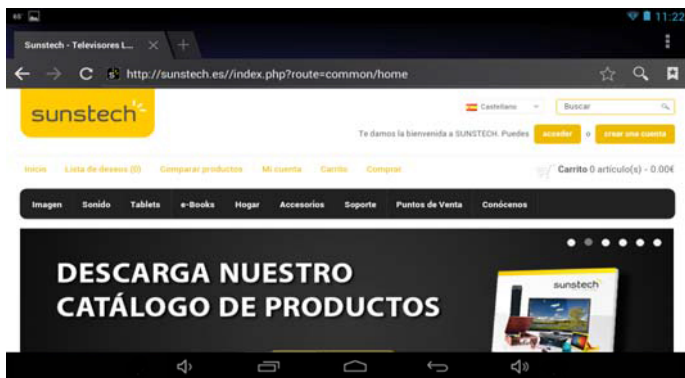 11:22
Sunstech - Televisores L...
http://sunstech.es//index.php?route=common/home
sunstech
Castellano
Buscar
Te damos la bienvenida a SUNSTECH. Puedes acceder o crear una cuenta
Inicio Lista de deseos (0) Comparar productos Mi cuenta Carrito Comprar
Carrito 0 artículo(s) - 0.00€
Imagen Sonido Tablets e-Books Hogar Accesorios Soporte Puntos de Venta Conócenos
DESCARGA NUESTRO
CATÁLOGO DE PRODUCTOS
sunstech